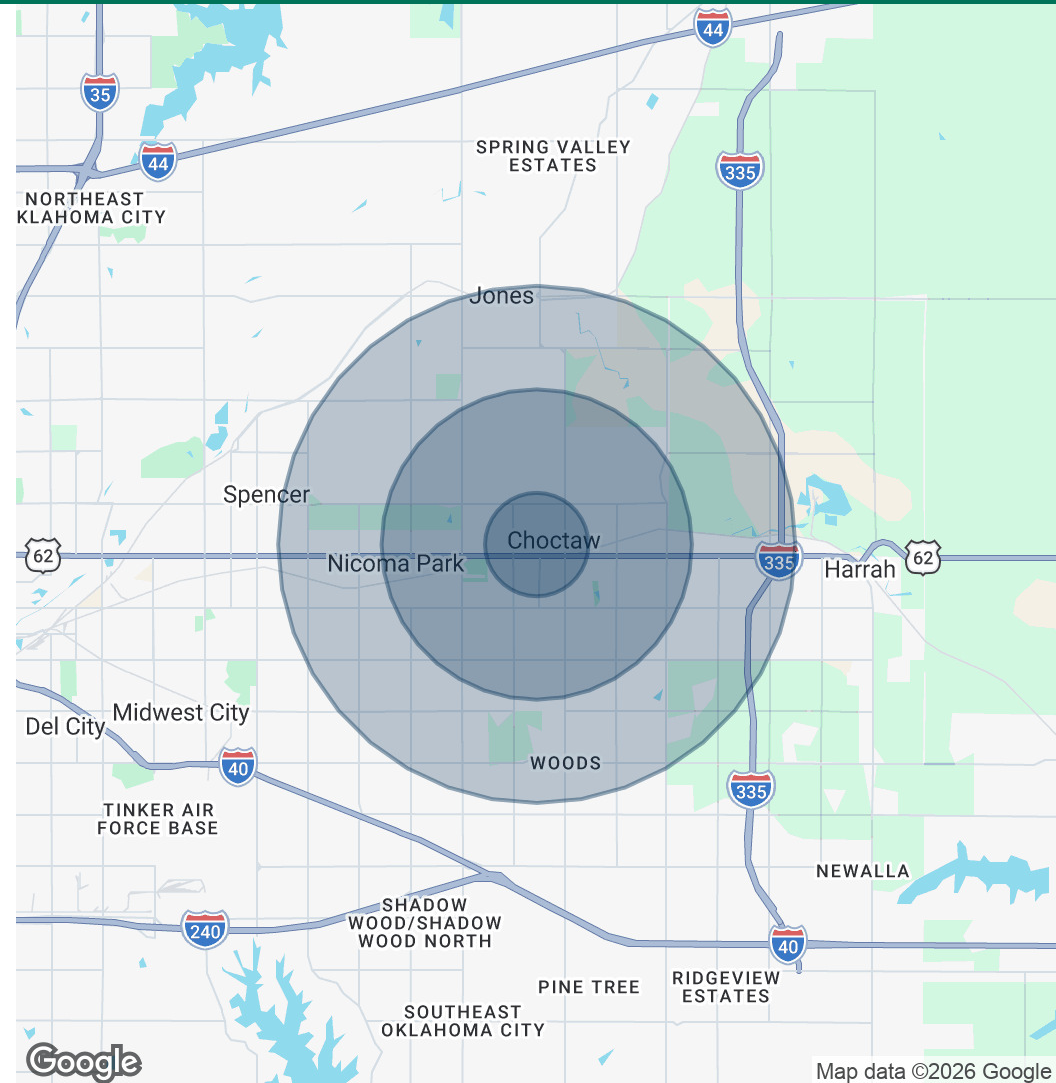 44
35
44
SPRING VALLEY
ESTATES
335
NORTHEAST
KLAHOMA CITY
Jones
Spencer
Choctaw
62
Nicoma Park
335
Harrah
62
Midwest City
Del City
40
WOODS
335
TINKER AIR
FORCE BASE
NEWALLA
SHADOW
WOOD/SHADOW
WOOD NORTH
240
40
PINE TREE
RIDGEVIEW
ESTATES
SOUTHEAST
OKLAHOMA CITY
Google
Map data ©2026 Google